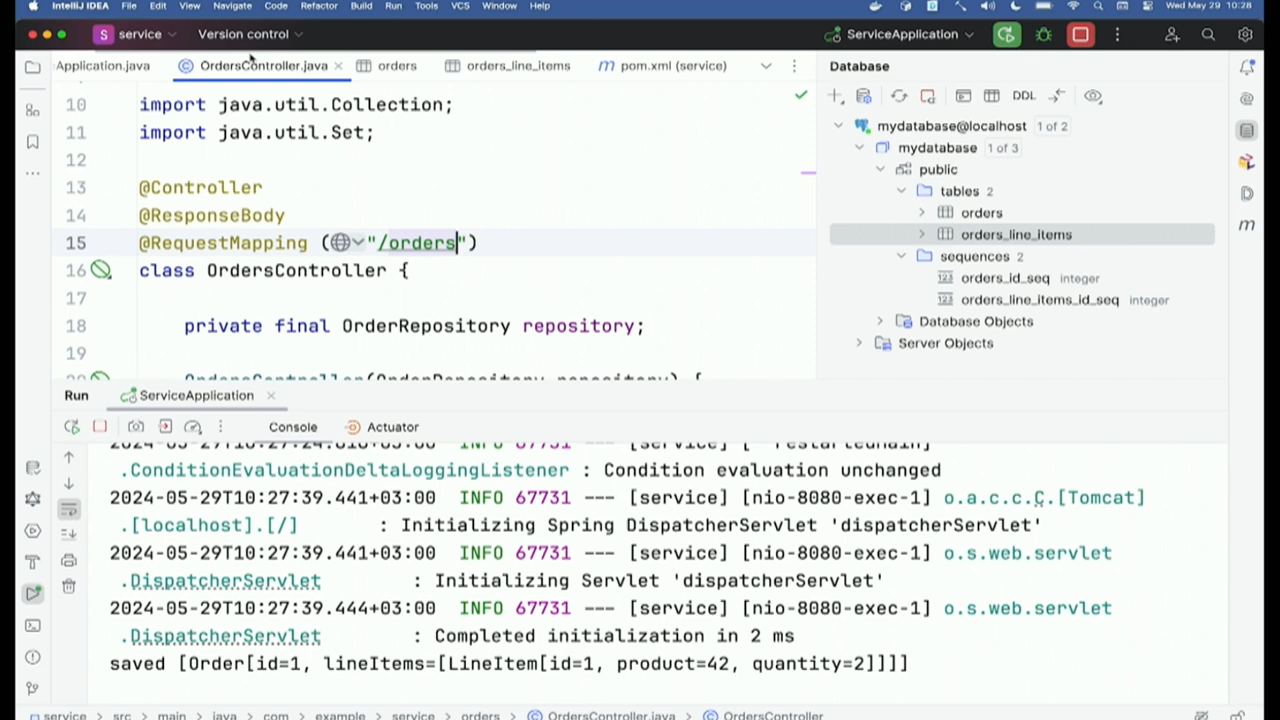 IntelliJ IDEA File Edit View Navigate Code Refactor Build Run Tools VCS Window Help Wed May 29 10:28
S service Version control ServiceApplication
Application.java OrdersController.java orders orders_line_items pom.xml (service)
10 import java.util.Collection;
11 import java.util.Set;
12
13 @Controller
14 @ResponseBody
15 @RequestMapping ("/orders")
16 class OrdersController {
17
18 private final OrderRepository repository;
19
20 OrdersController(OrderRepository repository) {
Database
DDL
mydatabase@localhost 1 of 2
mydatabase 1 of 3
public
tables 2
orders
orders_line_items
sequences 2
orders_id_seq integer
orders_line_items_id_seq integer
Database Objects
Server Objects
Run ServiceApplication
Console Actuator
.ConditionEvaluationDeltaLoggingListener : Condition evaluation unchanged
2024-05-29T10:27:39.441+03:00 INFO 67731 --- [service] [nio-8080-exec-1] o.a.c.c.C.[Tomcat]
.[localhost].[/] : Initializing Spring DispatcherServlet 'dispatcherServlet'
2024-05-29T10:27:39.441+03:00 INFO 67731 --- [service] [nio-8080-exec-1] o.s.web.servlet
.DispatcherServlet : Initializing Servlet 'dispatcherServlet'
2024-05-29T10:27:39.444+03:00 INFO 67731 --- [service] [nio-8080-exec-1] o.s.web.servlet
.DispatcherServlet : Completed initialization in 2 ms
saved [Order[id=1, lineItems=[LineItem[id=1, product=42, quantity=2]]]]
service src main java com example service orders OrdersController.java OrdersController